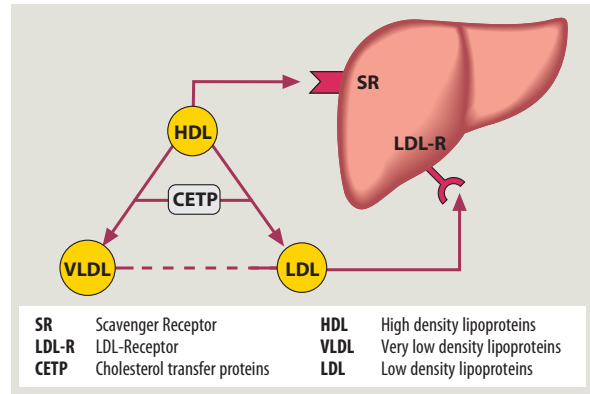 SR
HDL
LDL-R
CETP
VLDL
LDL
SR Scavenger Receptor
LDL-R LDL-Receptor
CETP Cholesterol transfer proteins
HDL High density lipoproteins
VLDL Very low density lipoproteins
LDL Low density lipoproteins